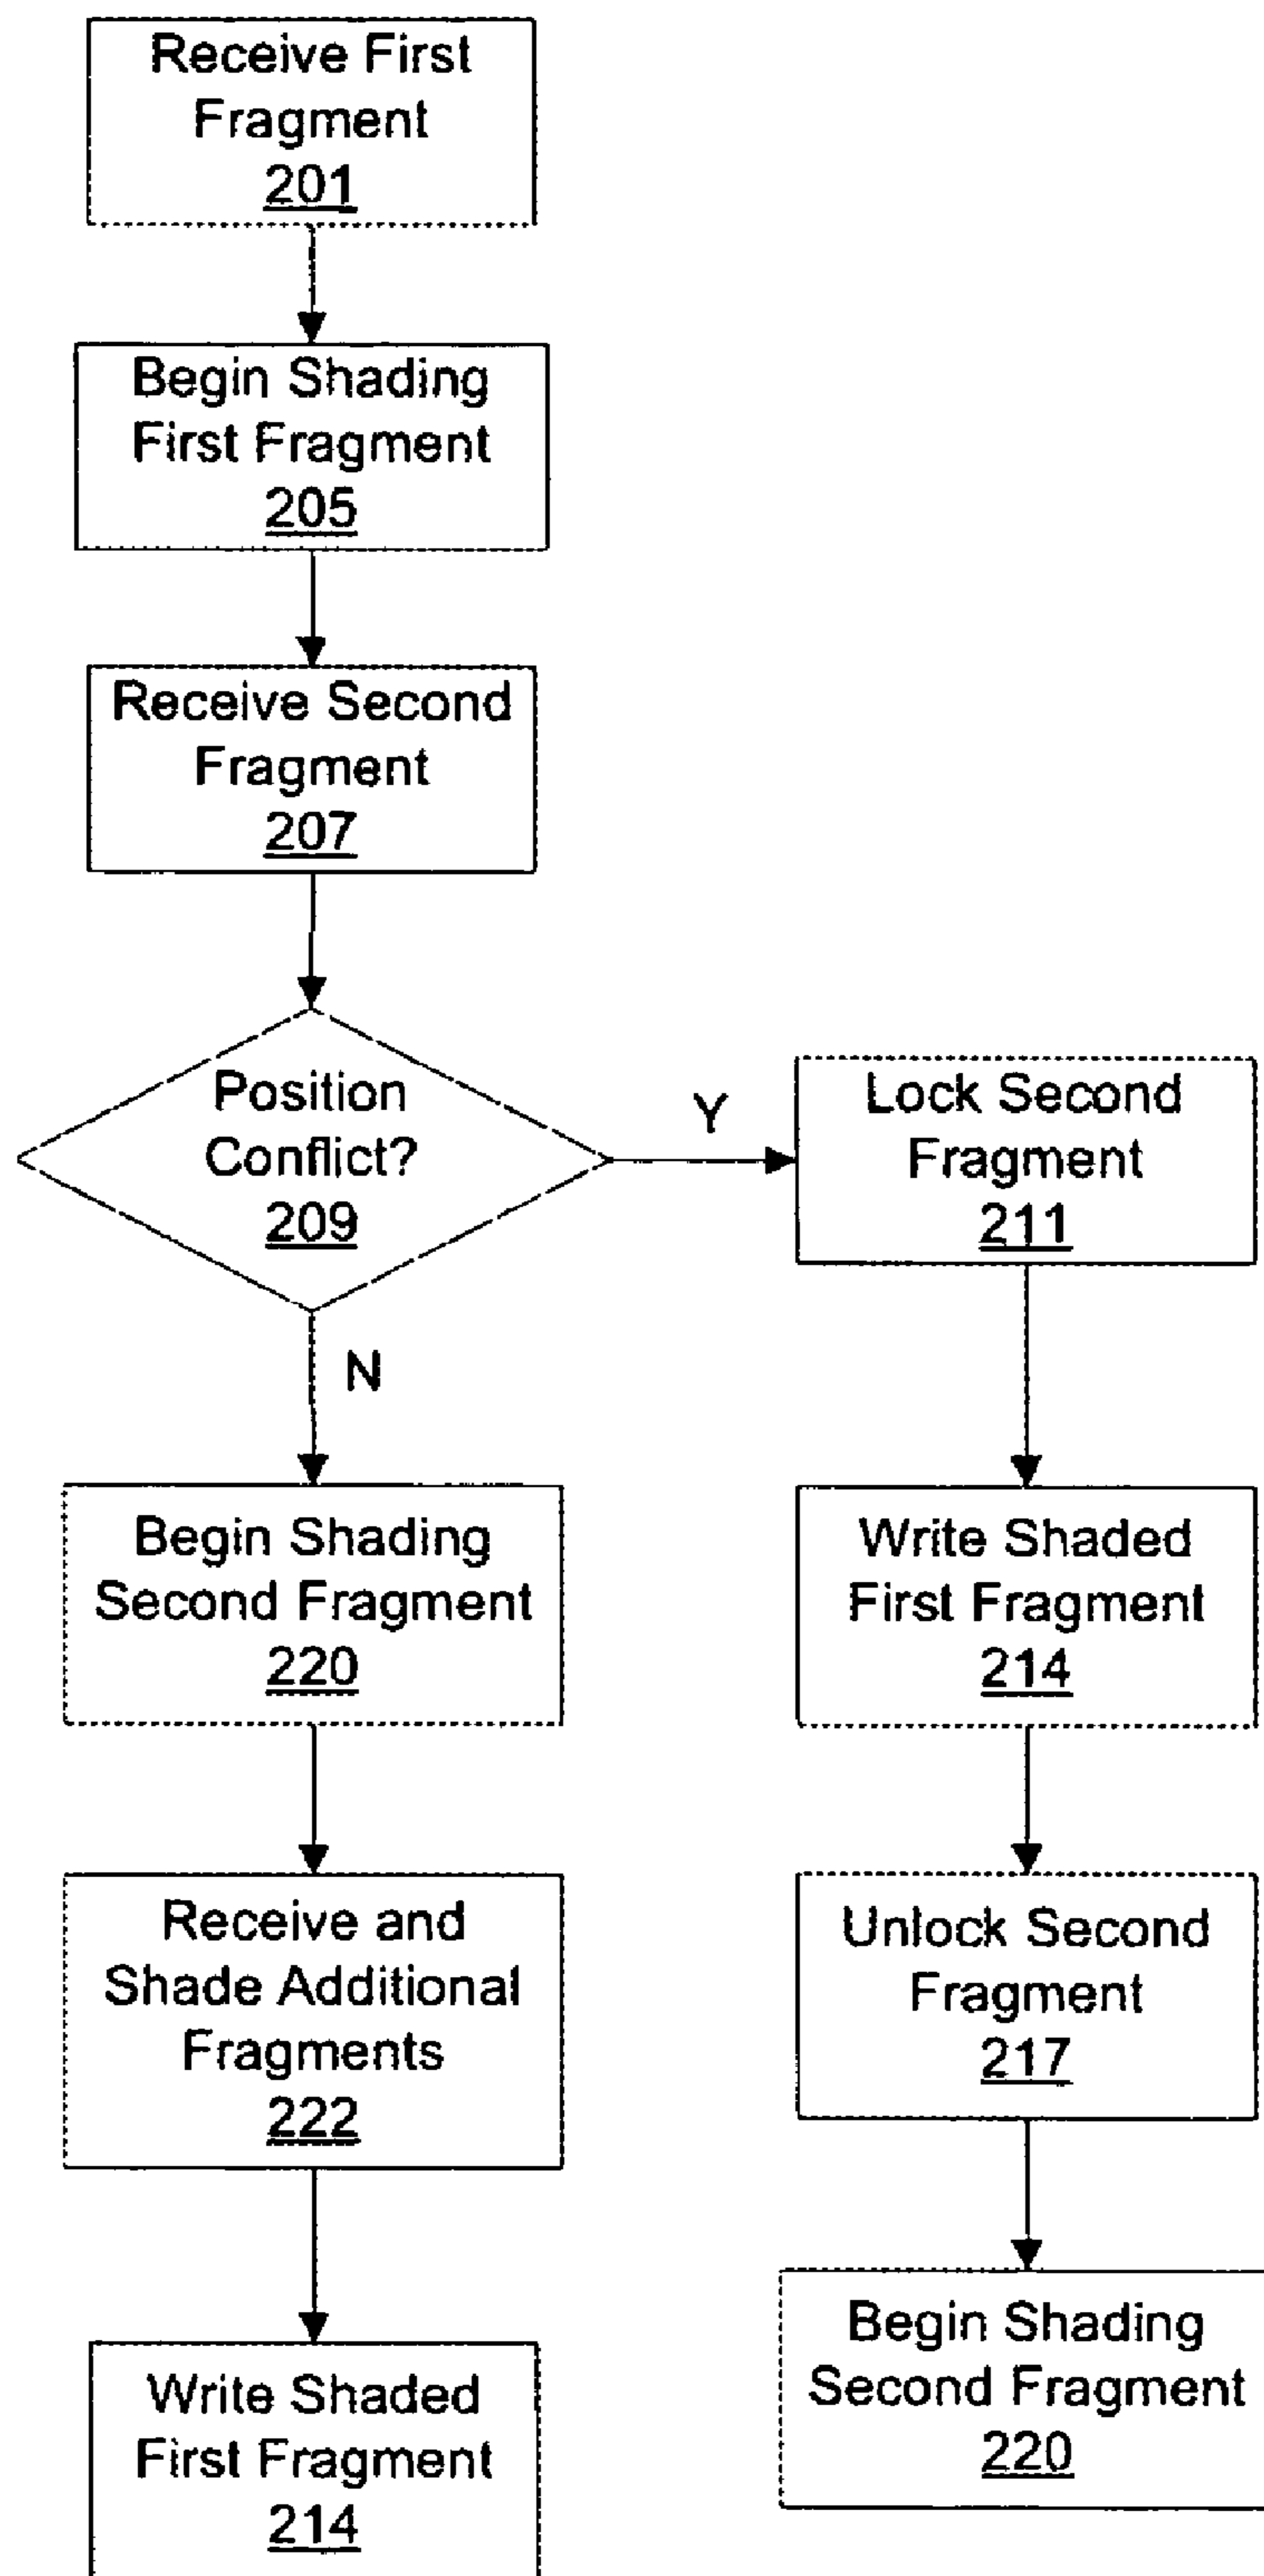 Receive First
Fragment
201
Begin Shading
First Fragment
205
Receive Second
Fragment
207
Position
Conflict?
209
Y
Lock Second
Fragment
211
N
Begin Shading
Second Fragment
220
Receive and
Shade Additional
Fragments
222
Write Shaded
First Fragment
214
Write Shaded
First Fragment
214
Unlock Second
Fragment
217
Begin Shading
Second Fragment
220